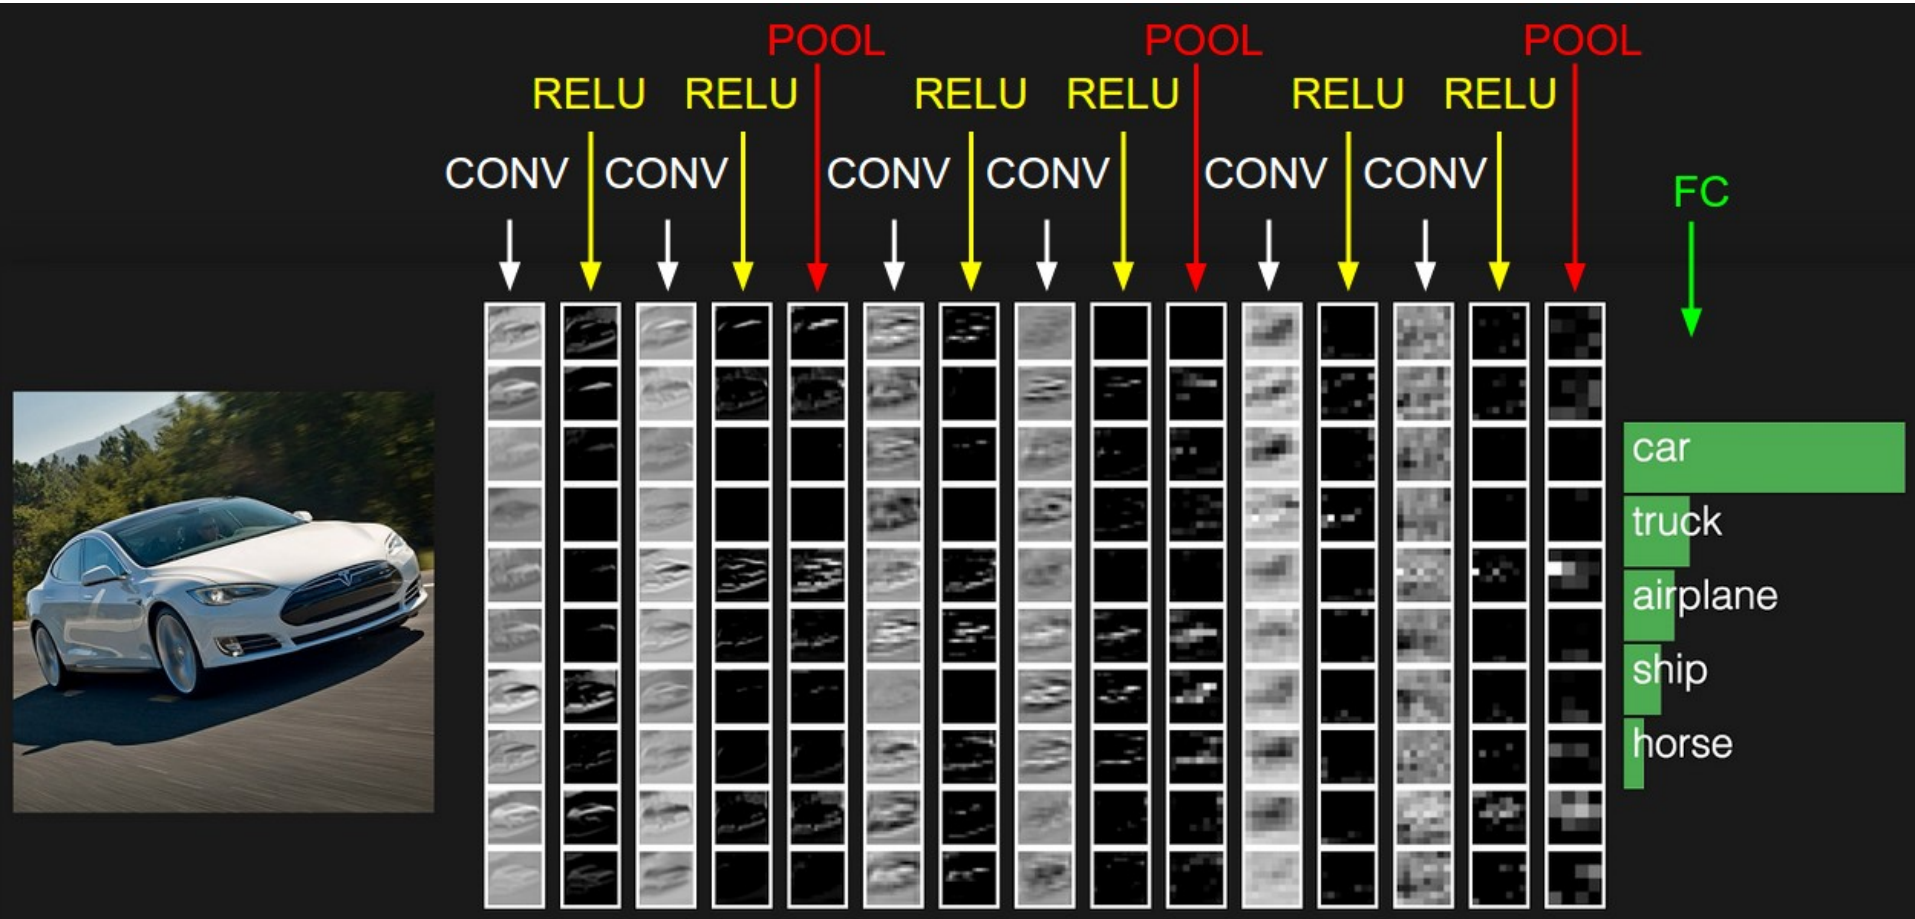 POOL POOL POOL
RELU RELU RELU RELU RELU RELU
CONV CONV CONV CONV CONV CONV
FC
car
truck
airplane
ship
horse